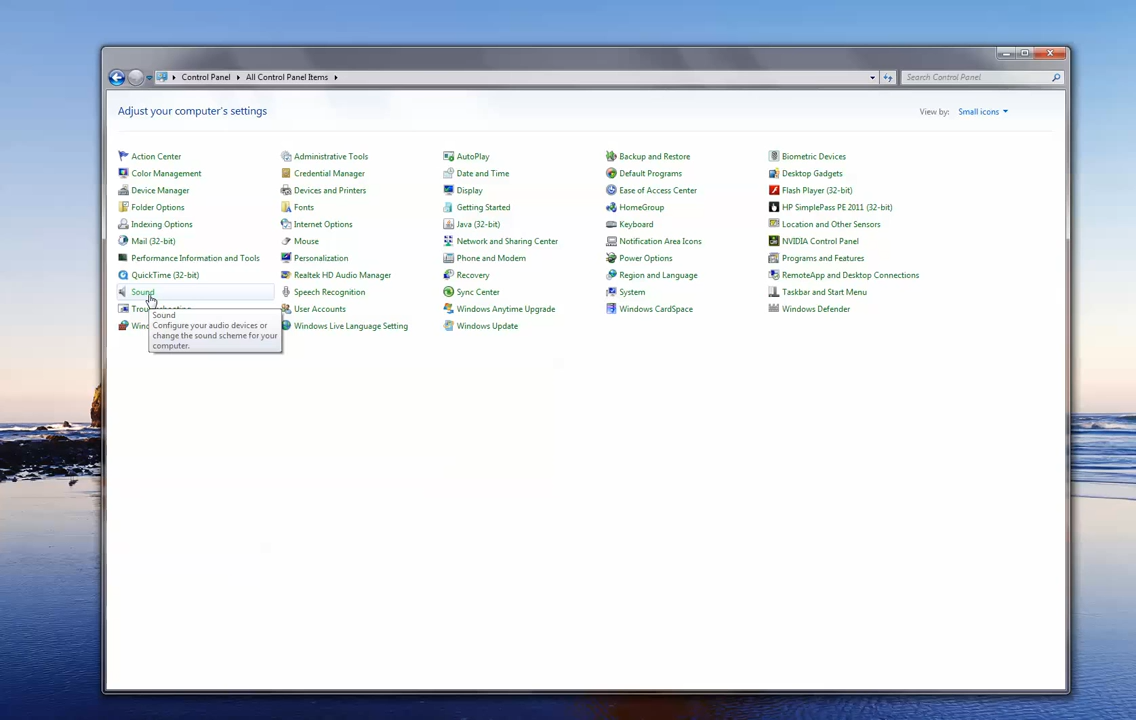 Control Panel All Control Panel Items
Search Control Panel
Adjust your computer's settings
View by: Small icons
Action Center
Administrative Tools
AutoPlay
Backup and Restore
Biometric Devices
Color Management
Credential Manager
Date and Time
Default Programs
Desktop Gadgets
Device Manager
Devices and Printers
Display
Ease of Access Center
Flash Player (32-bit)
Folder Options
Fonts
Getting Started
HomeGroup
HP SimplePass PE 2011 (32-bit)
Indexing Options
Internet Options
Java (32-bit)
Keyboard
Location and Other Sensors
Mail (32-bit)
Mouse
Network and Sharing Center
Notification Area Icons
NVIDIA Control Panel
Performance Information and Tools
Personalization
Phone and Modem
Power Options
Programs and Features
QuickTime (32-bit)
Realtek HD Audio Manager
Recovery
Region and Language
RemoteApp and Desktop Connections
Sound
Speech Recognition
Sync Center
System
Taskbar and Start Menu
User Accounts
Windows Anytime Upgrade
Windows CardSpace
Windows Defender
Windows Live Language Setting
Windows Update
Sound
Configure your audio devices or
change the sound scheme for your
computer.